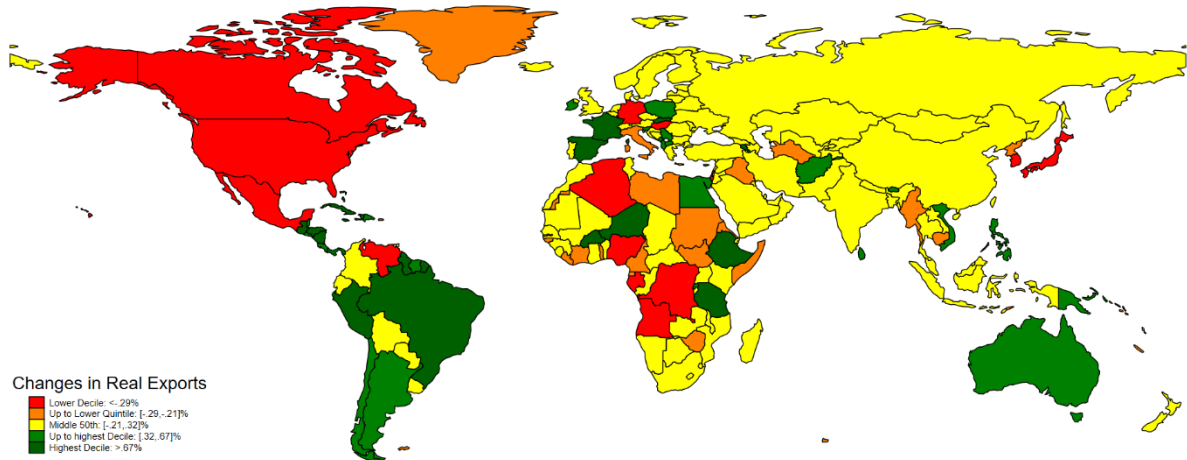 Changes in Real Exports
Lower Decile: <-.29%
Up to Lower Quintile: [-.29,-.21]%
Middle 50th: [-.21,.32]%
Up to highest Decile: [.32,.67]%
Highest Decile: >.67%